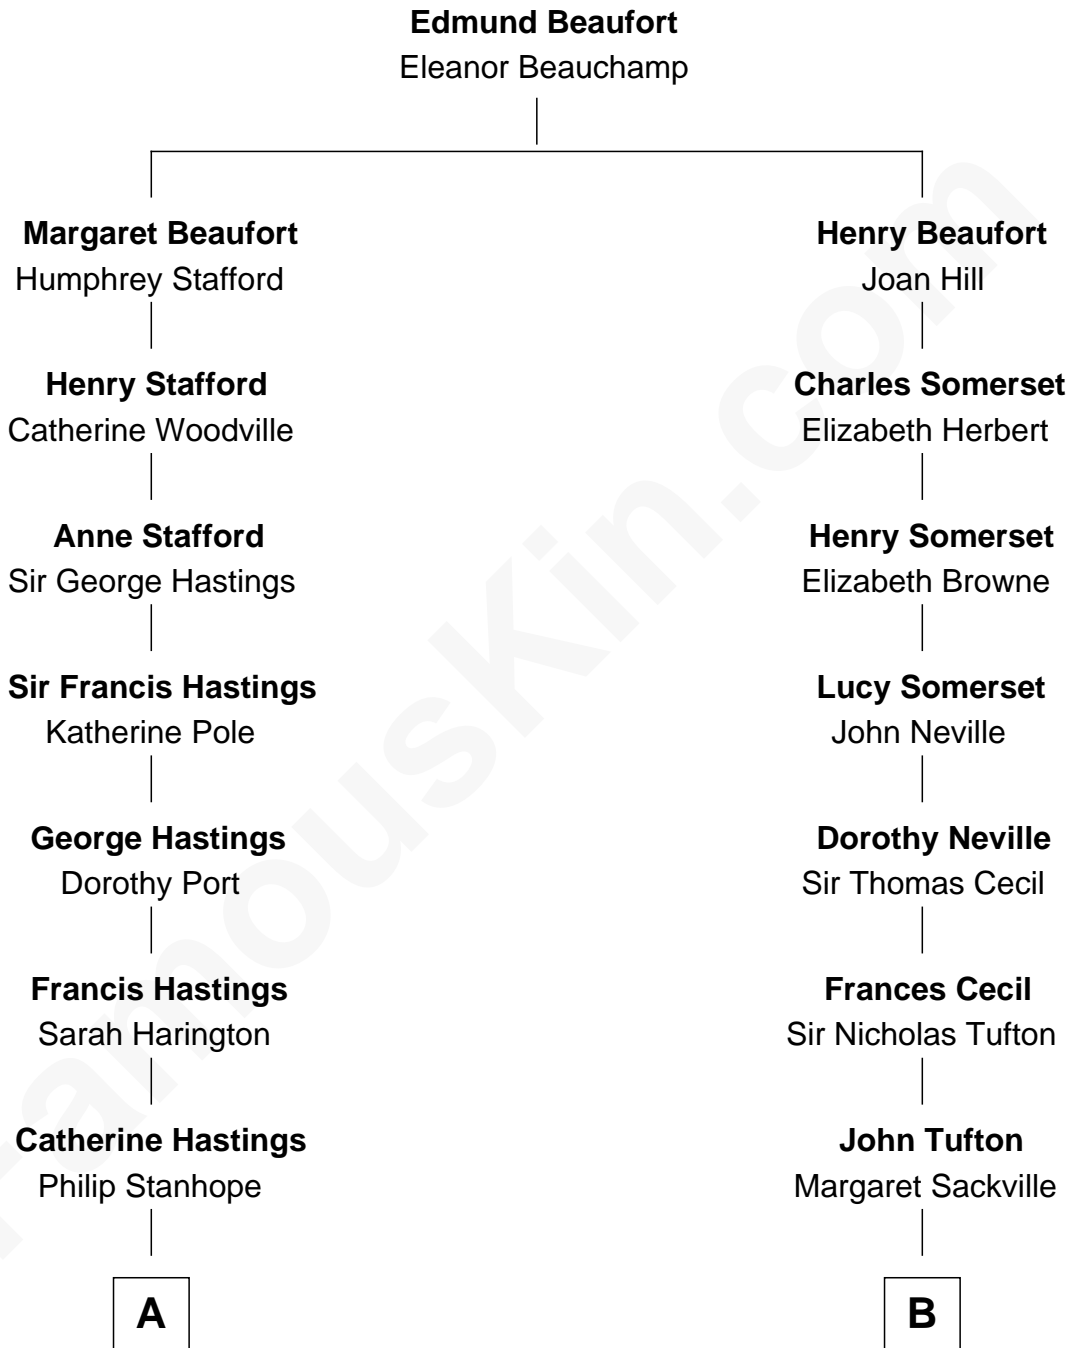 Edmund Beaufort
Eleanor Beauchamp
Margaret Beaufort
Humphrey Stafford
Henry Beaufort
Joan Hill
Henry Stafford
Catherine Woodville
Charles Somerset
Elizabeth Herbert
Anne Stafford
Sir George Hastings
Henry Somerset
Elizabeth Browne
Sir Francis Hastings
Katherine Pole
Lucy Somerset
John Neville
George Hastings
Dorothy Port
Dorothy Neville
Sir Thomas Cecil
Francis Hastings
Sarah Harington
Frances Cecil
Sir Nicholas Tufton
Catherine Hastings
Philip Stanhope
John Tufton
Margaret Sackville
A
B
FamousKin.com